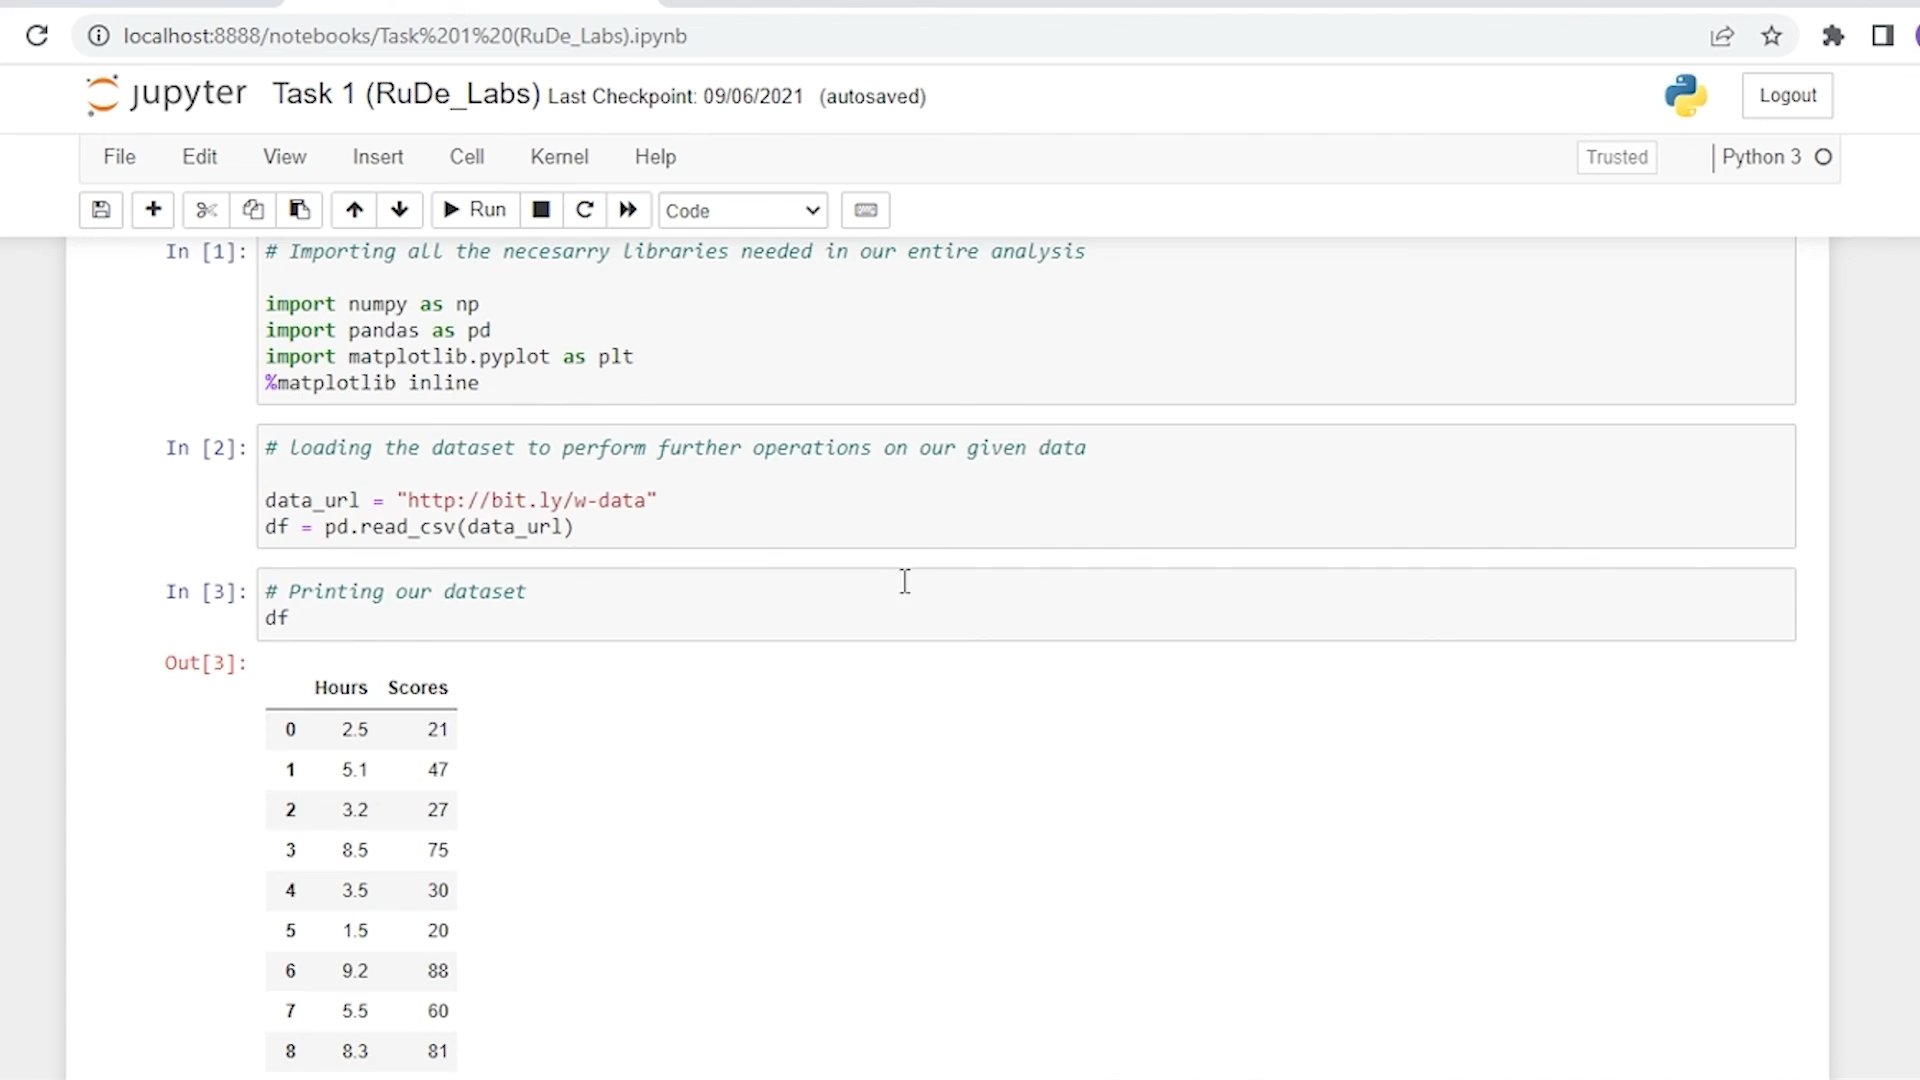 localhost:8888/notebooks/Task%201%20(RuDe_Labs).ipynb
jupyter Task 1 (RuDe_Labs) Last Checkpoint: 09/06/2021 (autosaved) Logout
File Edit View Insert Cell Kernel Help Trusted Python 3
Run Code
In [1]: # Importing all the necesarry libraries needed in our entire analysis
import numpy as np
import pandas as pd
import matplotlib.pyplot as plt
%matplotlib inline
In [2]: # loading the dataset to perform further operations on our given data
data_url = "http://bit.ly/w-data"
df = pd.read_csv(data_url)
In [3]: # Printing our dataset
df
Out[3]:
Hours Scores
0 2.5 21
1 5.1 47
2 3.2 27
3 8.5 75
4 3.5 30
5 1.5 20
6 9.2 88
7 5.5 60
8 8.3 81